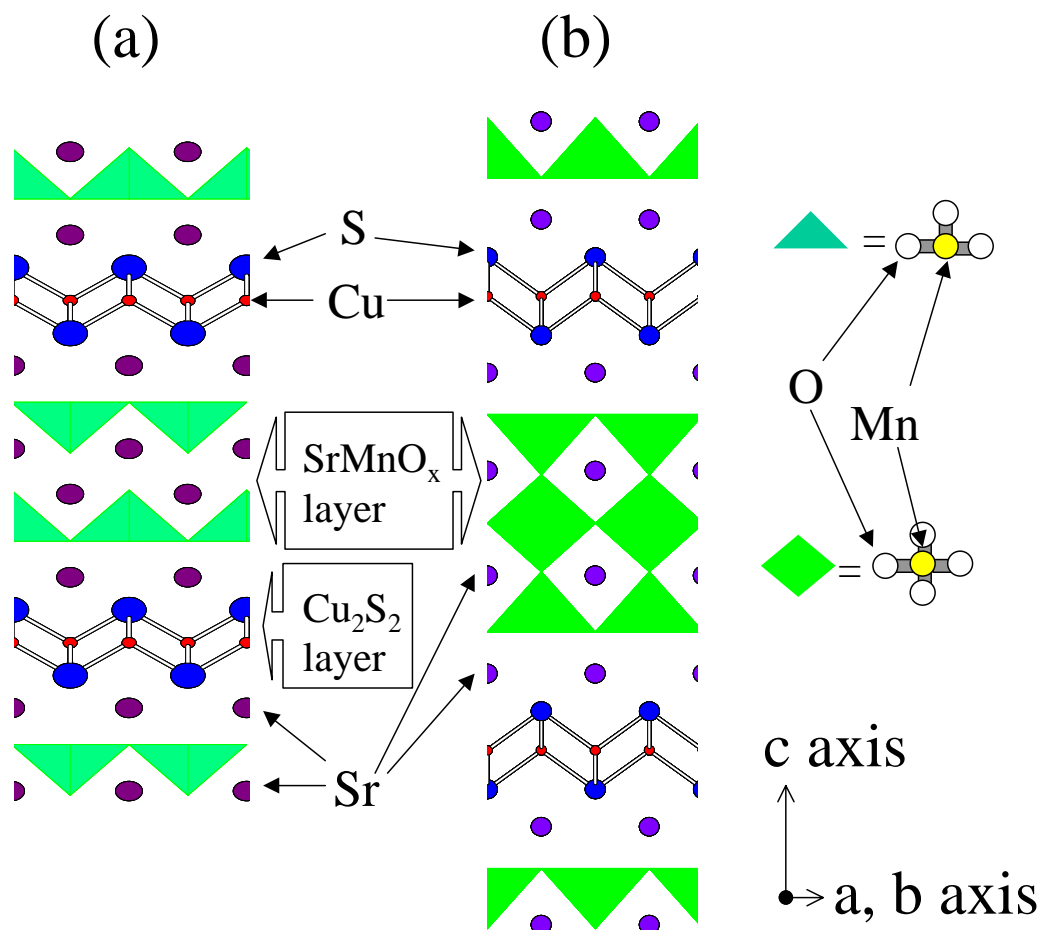 (a)
(b)
S
Cu
SrMnOx
layer
Cu2S2
layer
Sr
=
O
Mn
=
c axis
a, b axis